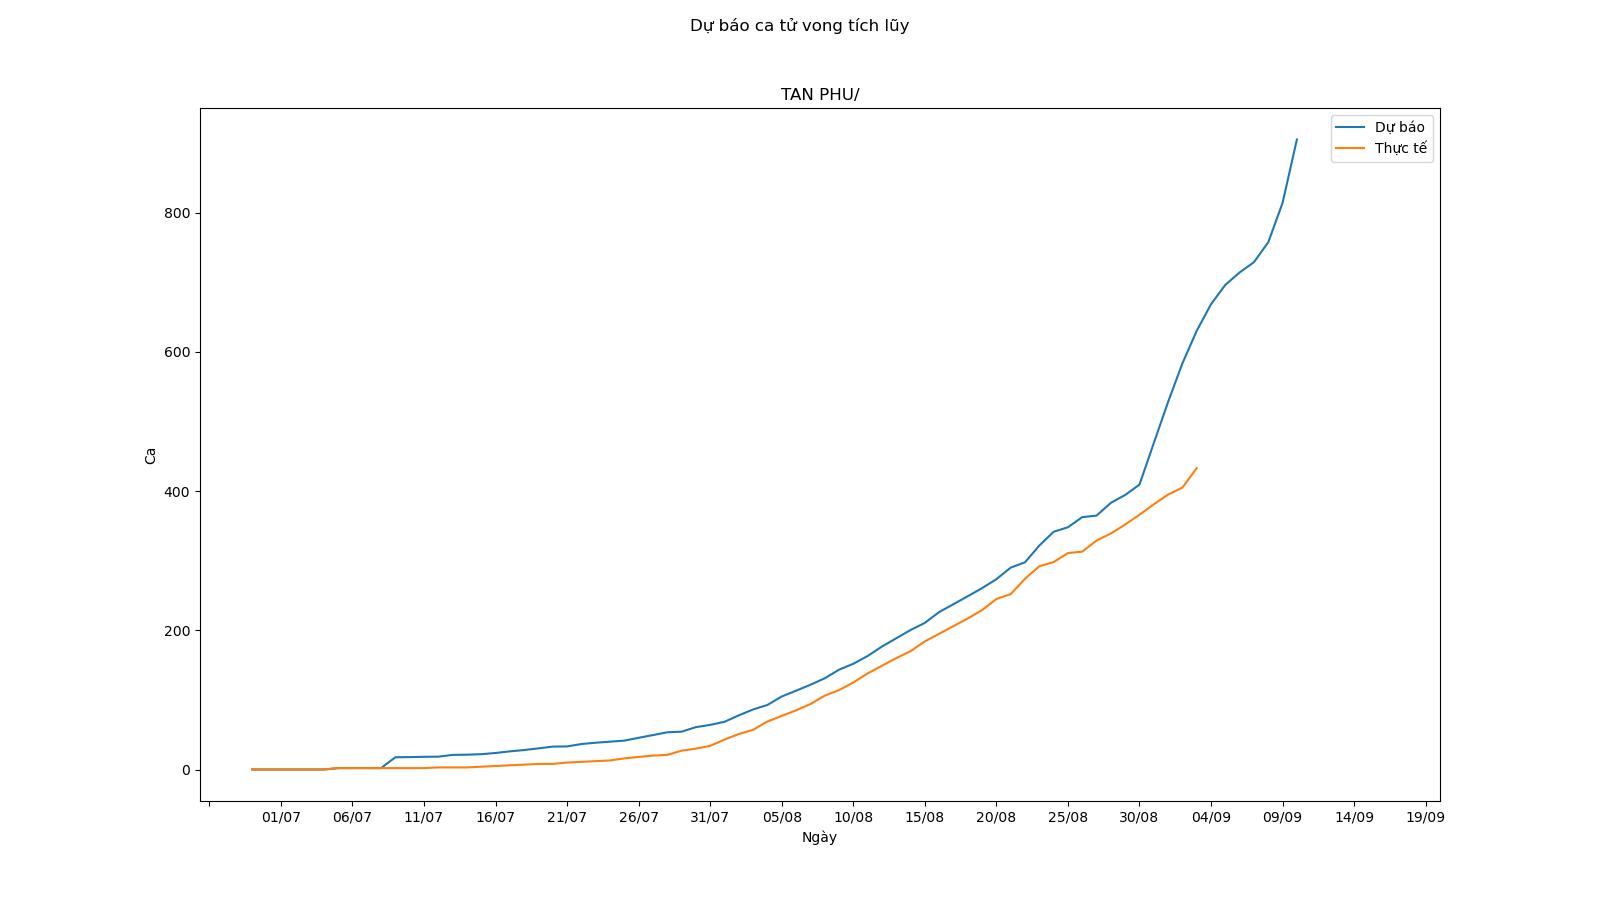 Dự báo ca tử vong tích lũy
TAN PHU/
Dự báo
Thực tế
800
600
400
200
0
Ca
01/07 06/07 11/07 16/07 21/07 26/07 31/07 05/08 10/08 15/08 20/08 25/08 30/08 04/09 09/09 14/09 19/09
Ngày